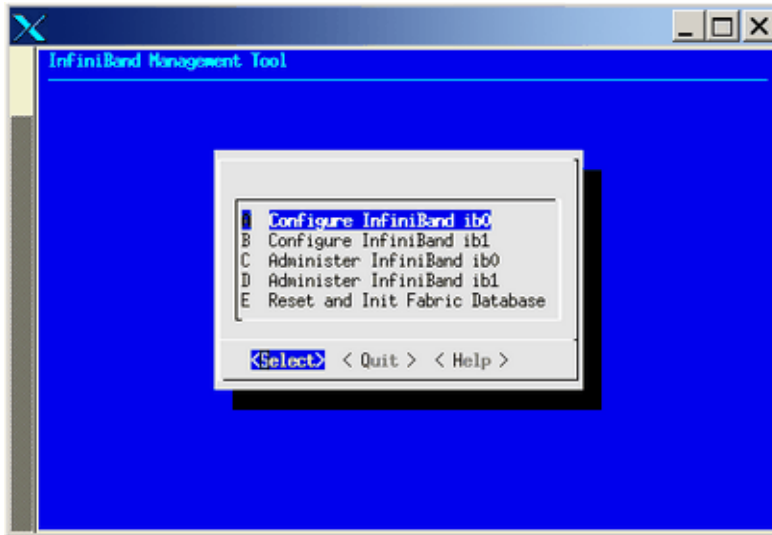 InfiniBand Management Tool
A Configure InfiniBand ib0
B Configure InfiniBand ib1
C Administer InfiniBand ib0
D Administer InfiniBand ib1
E Reset and Init Fabric Database
<Select> < Quit > < Help >